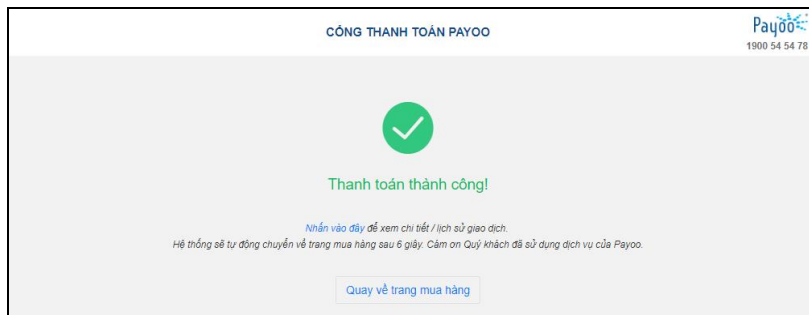 CỔNG THANH TOÁN PAYOO
Payoo
1900 54 54 78
Thanh toán thành công!
Nhấn vào đây để xem chi tiết / lịch sử giao dịch.
Hệ thống sẽ tự động chuyển về trang mua hàng sau 6 giây. Cảm ơn Quý khách đã sử dụng dịch vụ của Payoo.
Quay về trang mua hàng